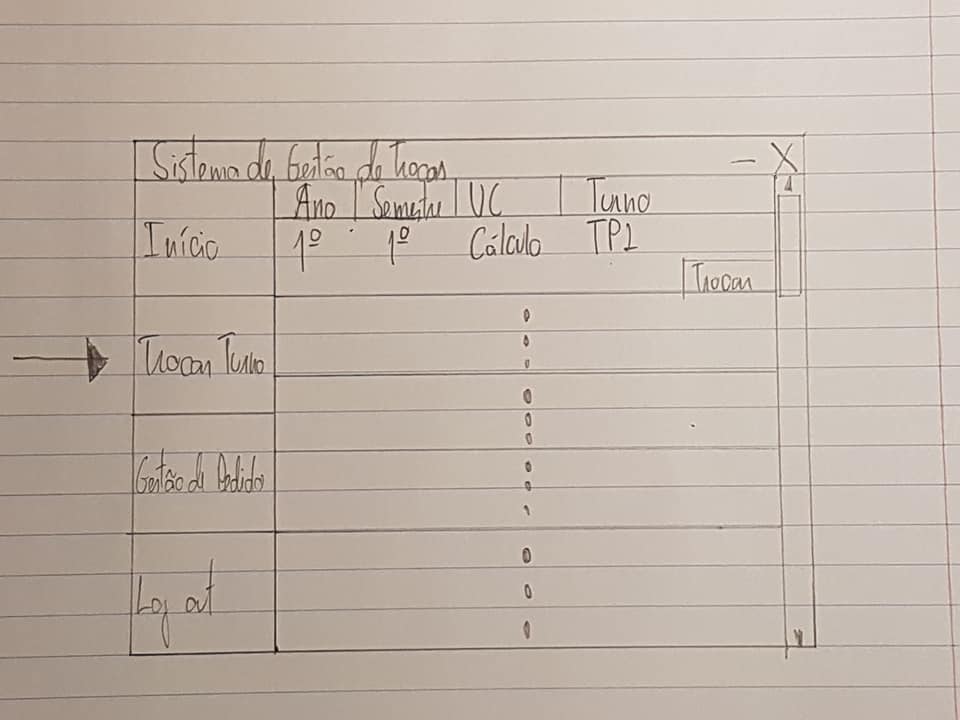 Sistema de Gestão de Trocas – X
Ano | Semestre | UC | Turno
Início 1º 1º Cálculo TP1
Trocar
Trocar Turno
Gestão de Pedidos
Log out